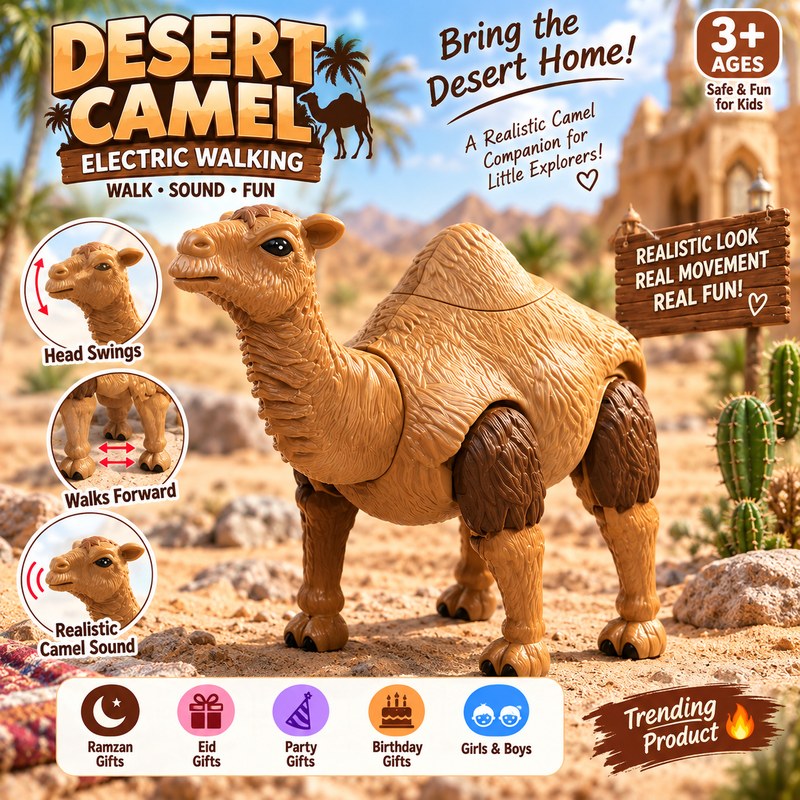 DESERT
CAMEL
ELECTRIC WALKING
WALK • SOUND • FUN
Bring the
Desert Home!
A Realistic Camel
Companion for
Little Explorers!
3+
AGES
Safe & Fun
for Kids
REALISTIC LOOK
REAL MOVEMENT
REAL FUN!
Head Swings
Walks Forward
Realistic
Camel Sound
Ramzan
Gifts
Eid
Gifts
Party
Gifts
Birthday
Gifts
Girls & Boys
Trending
Product